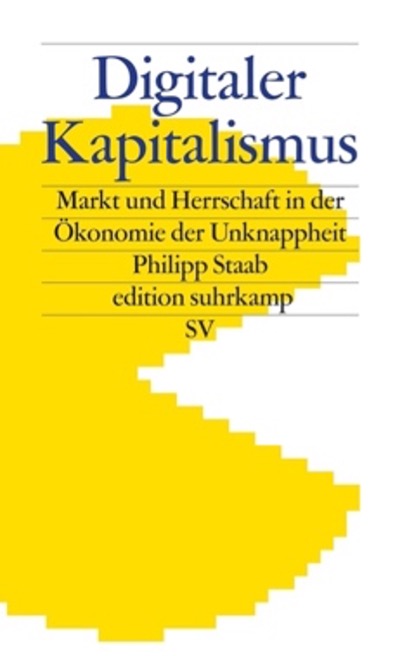 Digitaler
Kapitalismus
Markt und Herrschaft in der
Ökonomie der Unknappheit
Philipp Staab
edition suhrkamp
SV